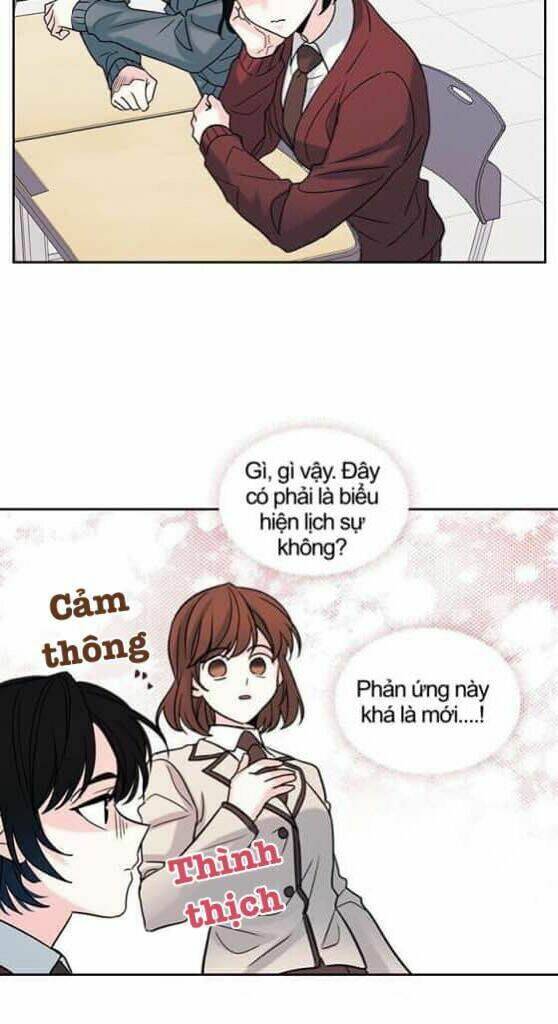 Gì, gì vậy. Đây
có phải là biểu
hiện lịch sự
không?
Cảm
thông
Phản ứng này
khá là mới....!
Thình
thịch